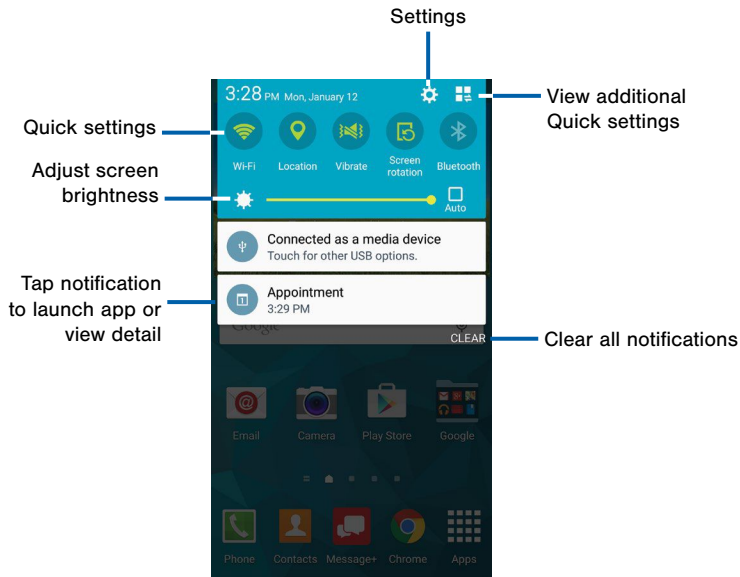 Settings
3:28 PM Mon, January 12
View additional
Quick settings
Quick settings
Wi-Fi
Location
Vibrate
Screen
rotation
Bluetooth
Adjust screen
brightness
Auto
Connected as a media device
Touch for other USB options.
Tap notification
to launch app or
view detail
1
Appointment
3:29 PM
Google
CLEAR
Clear all notifications
@
Email
Camera
Play Store
Google
Phone
Contacts
Message+
Chrome
Apps